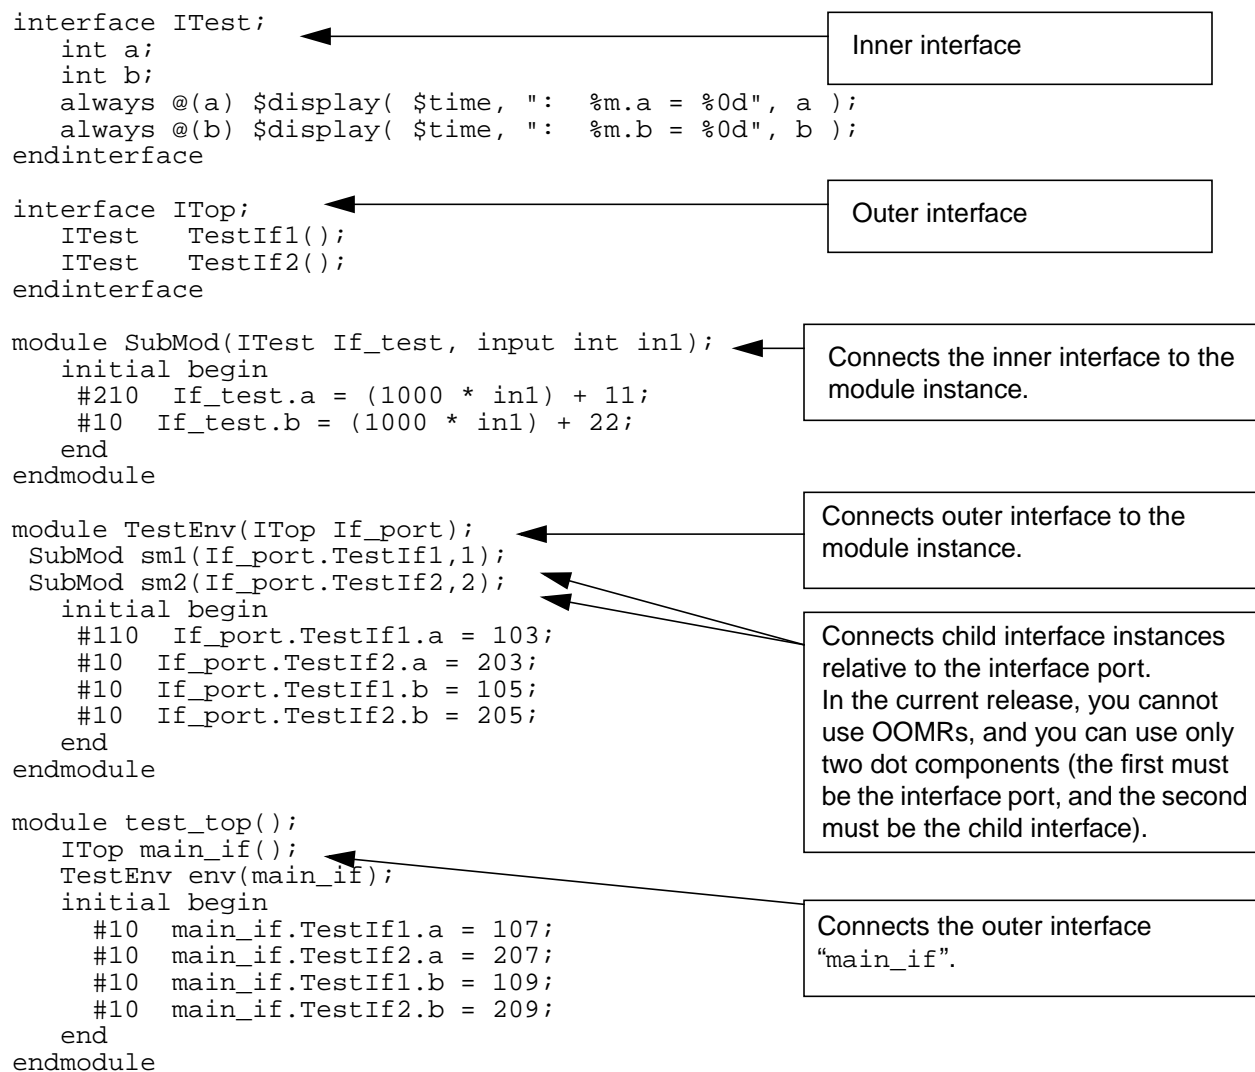 interface ITest;
   int a;
   int b;
   always @(a) $display( $time, ":  %m.a = %0d", a );
   always @(b) $display( $time, ":  %m.b = %0d", b );
endinterface
Inner interface
interface ITop;
   ITest   TestIf1();
   ITest   TestIf2();
endinterface
Outer interface
module SubMod(ITest If_test, input int in1);
   initial begin
    #210  If_test.a = (1000 * in1) + 11;
    #10  If_test.b = (1000 * in1) + 22;
   end
endmodule
Connects the inner interface to the
module instance.
module TestEnv(ITop If_port);
 SubMod sm1(If_port.TestIf1,1);
 SubMod sm2(If_port.TestIf2,2);
   initial begin
    #110  If_port.TestIf1.a = 103;
    #10  If_port.TestIf2.a = 203;
    #10  If_port.TestIf1.b = 105;
    #10  If_port.TestIf2.b = 205;
   end
endmodule
Connects outer interface to the
module instance.
Connects child interface instances
relative to the interface port.
In the current release, you cannot
use OOMRs, and you can use only
two dot components (the first must
be the interface port, and the second
must be the child interface).
module test_top();
   ITop main_if();
   TestEnv env(main_if);
   initial begin
     #10  main_if.TestIf1.a = 107;
     #10  main_if.TestIf2.a = 207;
     #10  main_if.TestIf1.b = 109;
     #10  main_if.TestIf2.b = 209;
   end
endmodule
Connects the outer interface
“main_if”.